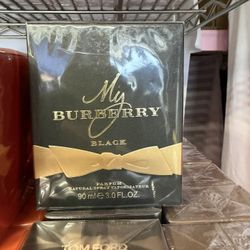 My
BURBERRY
BLACK
PARFUM
NATURAL SPRAY VAPORISATEUR
90 ml e 3.0 FL.OZ.
TOM FORD